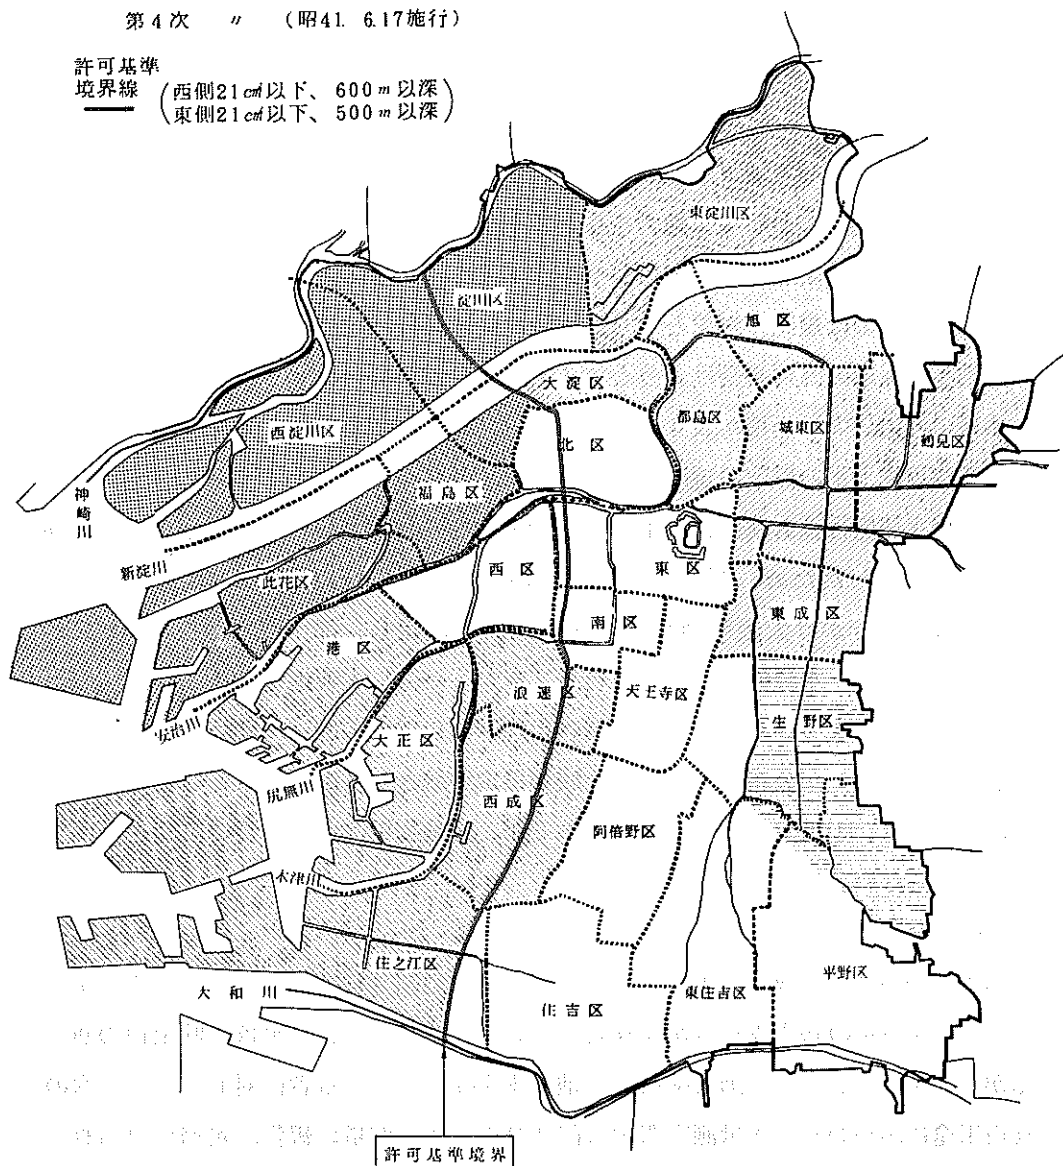 第4次 〃 (昭41. 6.17施行)
許可基準
境界線
(西側21c㎡以下、600m以深)
(東側21c㎡以下、500m以深)
東淀川区
淀川区
旭区
大淀区
都島区
城東区
鶴見区
西淀川区
北区
神崎川
福島区
新淀川
此花区
西区
東区
東成区
南区
港区
浪速区
天王寺区
生野区
安治川
大正区
尻無川
西成区
阿倍野区
木津川
住之江区
平野区
東住吉区
大和川
住吉区
許可基準境界